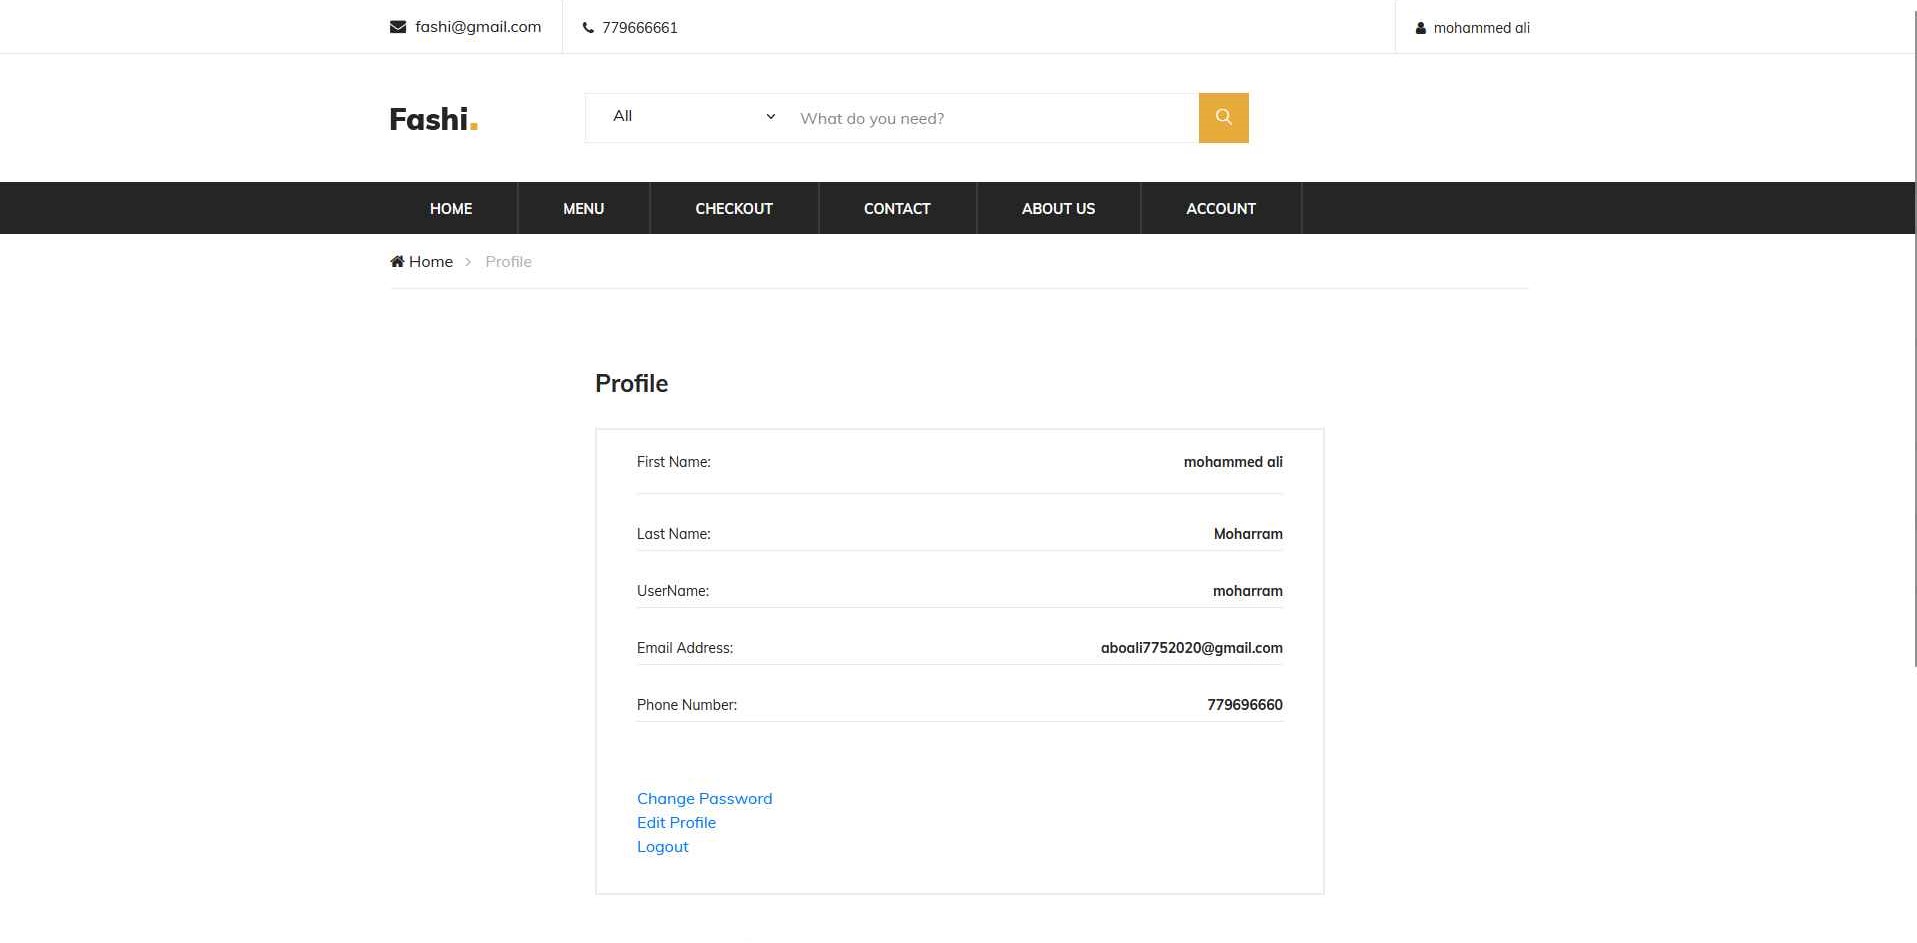 fashi@gmail.com 779666661 mohammed ali
Fashi. All What do you need?
HOME MENU CHECKOUT CONTACT ABOUT US ACCOUNT
Home Profile
Profile
First Name: mohammed ali
Last Name: Moharram
UserName: moharram
Email Address: aboali7752020@gmail.com
Phone Number: 779696660
Change Password
Edit Profile
Logout